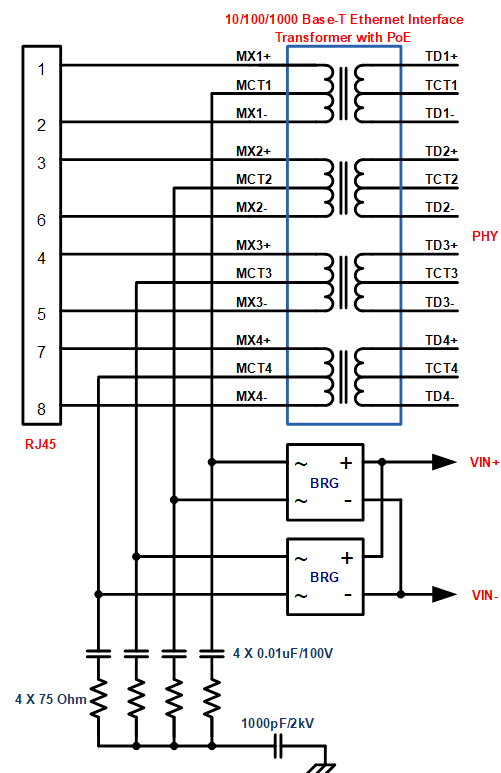 10/100/1000 Base-T Ethernet Interface
Transformer with PoE
MX1+ TD1+
1
MCT1 TCT1
MX1- TD1-
2
MX2+ TD2+
3
MCT2 TCT2
MX2- TD2-
6
PHY
MX3+ TD3+
4
MCT3 TCT3
MX3- TD3-
5
MX4+ TD4+
7
MCT4 TCT4
MX4- TD4-
8
RJ45
~ + VIN+
BRG
~ -
~ +
BRG
~ - VIN-
4 X 0.01uF/100V
4 X 75 Ohm
1000pF/2kV